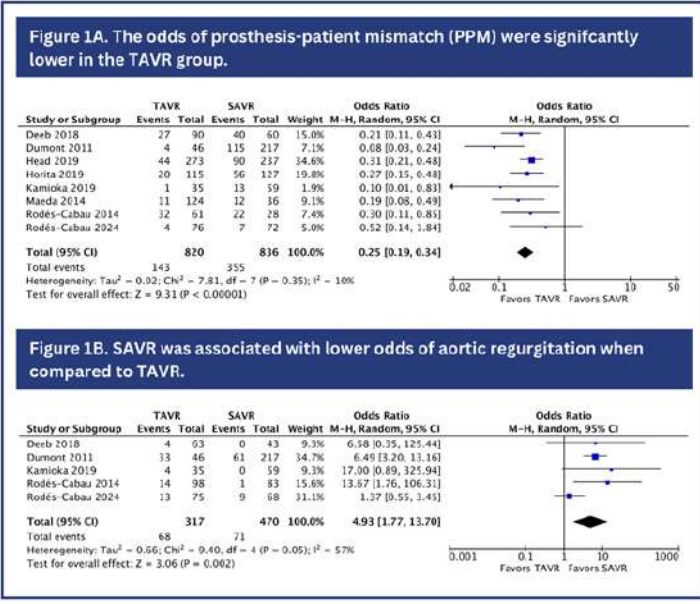 Figure 1A. The odds of prosthesis-patient mismatch (PPM) were signifcantly
lower in the TAVR group.
TAVR SAVR Odds Ratio Odds Ratio
Study or Subgroup Events Total Events Total Weight M-H, Random, 95% CI M-H, Random, 95% CI
Deeb 2018 27 90 40 60 15.0% 0.21 [0.11, 0.43]
Dumont 2011 4 46 115 217 7.1% 0.08 [0.03, 0.24]
Head 2019 44 273 90 237 34.6% 0.31 [0.21, 0.48]
Horita 2019 20 115 56 127 19.8% 0.27 [0.15, 0.48]
Kamioka 2019 1 35 13 59 1.9% 0.10 [0.01, 0.83]
Maeda 2014 11 124 12 36 9.1% 0.19 [0.08, 0.49]
Rodés-Cabau 2014 32 61 22 28 7.4% 0.30 [0.11, 0.85]
Rodés-Cabau 2024 4 76 7 72 5.1% 0.52 [0.14, 1.84]
Total (95% CI) 820 836 100.0% 0.25 [0.19, 0.34]
Total events 143 355
Heterogeneity: Tau² = 0.02; Chi² = 7.81, df = 7 (P = 0.35); I² = 10%
Test for overall effect: Z = 9.31 (P < 0.00001)
0.02 0.1 1 10 50
Favors TAVR Favors SAVR
Figure 1B. SAVR was associated with lower odds of aortic regurgitation when
compared to TAVR.
TAVR SAVR Odds Ratio Odds Ratio
Study or Subgroup Events Total Events Total Weight M-H, Random, 95% CI M-H, Random, 95% CI
Deeb 2018 4 63 0 43 9.3% 6.58 [0.35, 125.44]
Dumont 2011 33 46 61 217 34.7% 6.49 [3.20, 13.16]
Kamioka 2019 4 35 0 59 9.3% 17.00 [0.89, 325.94]
Rodés-Cabau 2014 14 98 1 83 15.6% 13.67 [1.76, 106.31]
Rodés-Cabau 2024 13 75 9 68 31.1% 1.37 [0.55, 3.45]
Total (95% CI) 317 470 100.0% 4.93 [1.77, 13.70]
Total events 68 71
Heterogeneity: Tau² = 0.66; Chi² = 9.40, df = 4 (P = 0.05); I² = 57%
Test for overall effect: Z = 3.06 (P = 0.002)
0.001 0.1 1 10 1000
Favors TAVR Favors SAVR